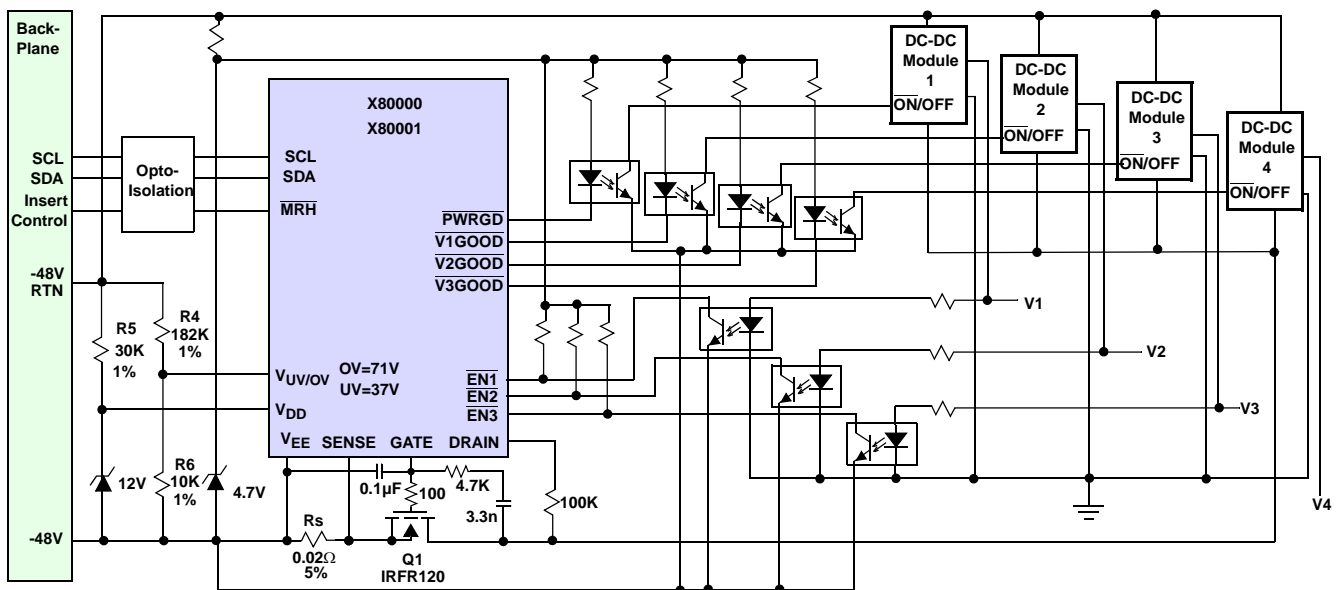 Back-
Plane
SCL
SDA
Insert
Control
-48V
RTN
-48V
Opto-
Isolation
X80000
X80001
SCL
SDA
MRH
PWRGD
V1GOOD
V2GOOD
V3GOOD
VUV/OV
OV=71V
UV=37V
VDD
EN1
EN2
EN3
VEE
SENSE
GATE
DRAIN
R5
30K
1%
R4
182K
1%
R6
10K
1%
12V
4.7V
0.1µF
100
4.7K
3.3n
100K
Rs
0.02Ω
5%
Q1
IRFR120
DC-DC
Module
1
ON/OFF
DC-DC
Module
2
ON/OFF
DC-DC
Module
3
ON/OFF
DC-DC
Module
4
ON/OFF
V1
V2
V3
V4